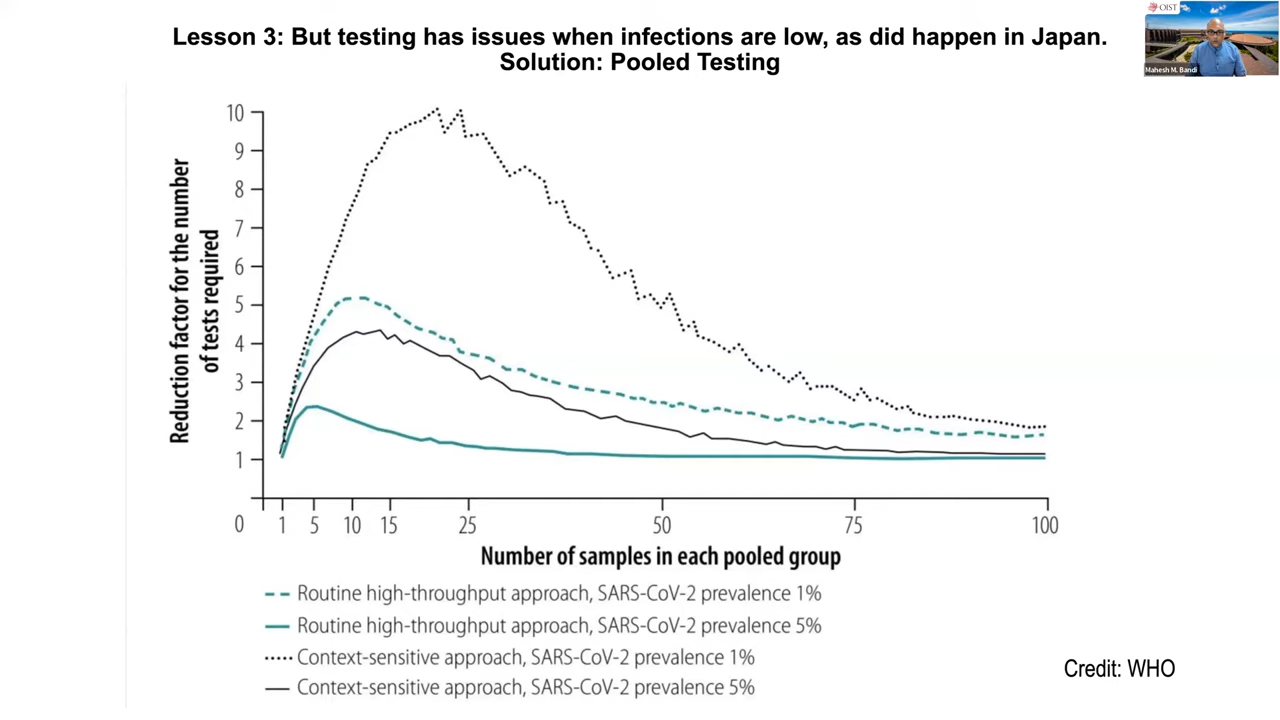 Lesson 3: But testing has issues when infections are low, as did happen in Japan.
Solution: Pooled Testing
OIST
Mahesh M. Bandi
Reduction factor for the number
of tests required
10
9
8
7
6
5
4
3
2
1
0 1 5 10 15 25 50 75 100
Number of samples in each pooled group
Routine high-throughput approach, SARS-CoV-2 prevalence 1%
Routine high-throughput approach, SARS-CoV-2 prevalence 5%
Context-sensitive approach, SARS-CoV-2 prevalence 1%
Context-sensitive approach, SARS-CoV-2 prevalence 5%
Credit: WHO